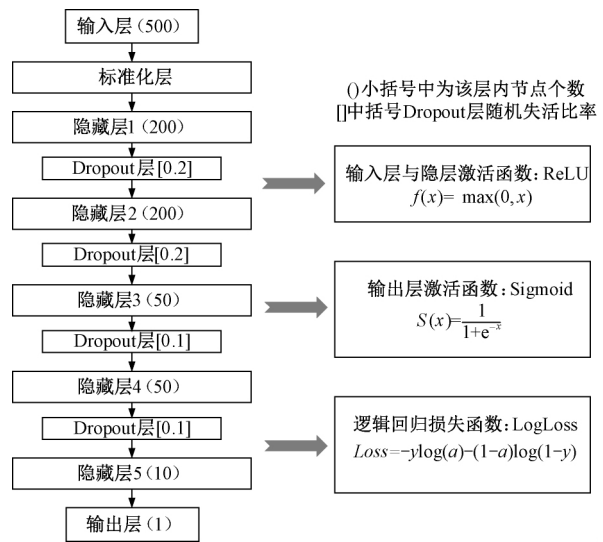 输入层(500)
标准化层
隐藏层1(200)
Dropout层[0.2]
隐藏层2(200)
Dropout层[0.2]
隐藏层3(50)
Dropout层[0.1]
隐藏层4(50)
Dropout层[0.1]
隐藏层5(10)
输出层(1)
()小括号中为该层内节点个数
[]中括号Dropout层随机失活比率
输入层与隐层激活函数:ReLU
f(x)= max(0,x)
输出层激活函数:Sigmoid
S(x)=1/(1+e^{-x})
逻辑回归损失函数:LogLoss
Loss=-ylog(a)-(1-a)log(1-y)